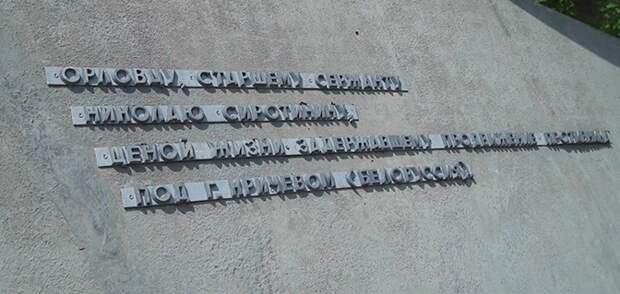 ОРЛОВЦУ, СТАРШЕМУ СЕРЖАНТУ
НИКОЛАЮ СИРОТИНИНУ,
ЦЕНОЙ ЖИЗНИ ЗАДЕРЖАВШЕМУ ПРОДВИЖЕНИЕ ПРОТИВНИКА
ПОД Г. КРИЧЕВОМ (БЕЛОРУССИЯ)